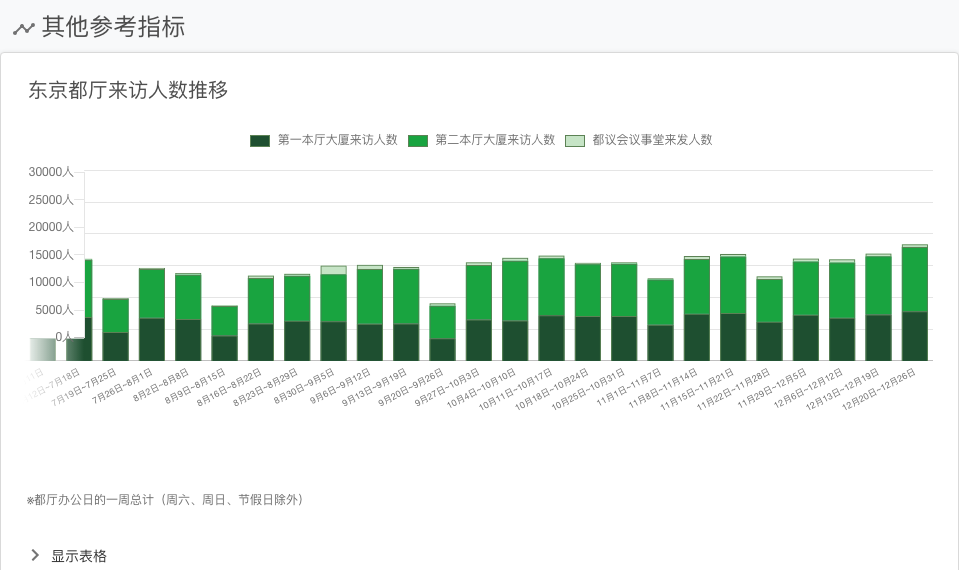 其他参考指标
东京都厅来访人数推移
第一本厅大厦来访人数 第二本厅大厦来访人数 都议会议事堂来发人数
30000人
25000人
20000人
15000人
10000人
5000人
0人
7月19日~7月25日
7月26日~8月1日
8月2日~8月8日
8月9日~8月15日
8月16日~8月22日
8月23日~8月29日
8月30日~9月5日
9月6日~9月12日
9月13日~9月19日
9月20日~9月26日
9月27日~10月3日
10月4日~10月10日
10月11日~10月17日
10月18日~10月24日
10月25日~10月31日
11月1日~11月7日
11月8日~11月14日
11月15日~11月21日
11月22日~11月28日
11月29日~12月5日
12月6日~12月12日
12月13日~12月19日
12月20日~12月26日
※都厅办公日的一周总计（周六、周日、节假日除外）
显示表格